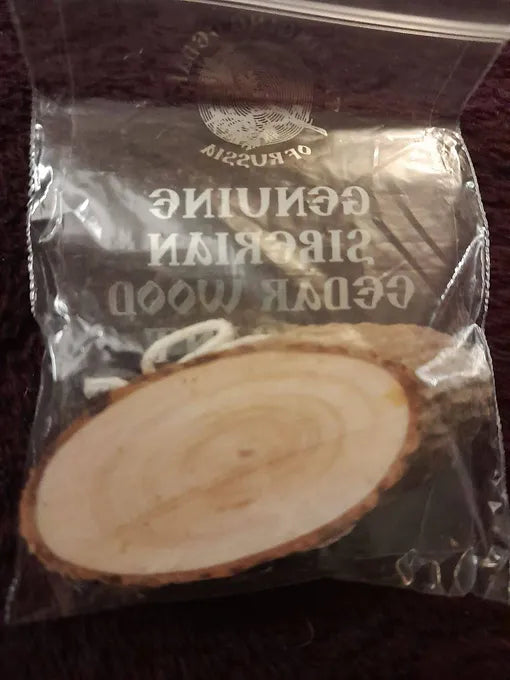 OF RUSSIA
GENUINE
SIBERIAN
CEDAR WOOD